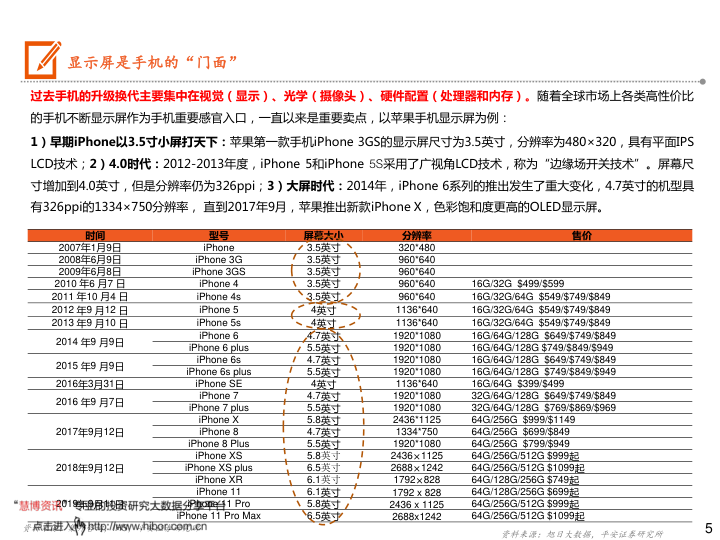 显示屏是手机的“门面”
过去手机的升级换代主要集中在视觉（显示）、光学（摄像头）、硬件配置（处理器和内存）。随着全球市场上各类高性价比
的手机不断显示屏作为手机重要感官入口，一直以来是重要卖点，以苹果手机显示屏为例：
1）早期iPhone以3.5寸小屏打天下：苹果第一款手机iPhone 3GS的显示屏尺寸为3.5英寸，分辨率为480×320，具有平面IPS
LCD技术；2）4.0时代：2012-2013年度，iPhone 5和iPhone 5S采用了广视角LCD技术，称为“边缘场开关技术”。屏幕尺
寸增加到4.0英寸，但是分辨率仍为326ppi；3）大屏时代：2014年，iPhone 6系列的推出发生了重大变化，4.7英寸的机型具
有326ppi的1334×750分辨率， 直到2017年9月，苹果推出新款iPhone X，色彩饱和度更高的OLED显示屏。
时间 型号 屏幕大小 分辨率 售价
2007年1月9日 iPhone 3.5英寸 320*480
2008年6月9日 iPhone 3G 3.5英寸 960*640
2009年6月8日 iPhone 3GS 3.5英寸 960*640
2010 年6 月7 日 iPhone 4 3.5英寸 960*640 16G/32G $499/$599
2011 年10 月4 日 iPhone 4s 3.5英寸 960*640 16G/32G/64G $549/$749/$849
2012 年9 月12 日 iPhone 5 4英寸 1136*640 16G/32G/64G $549/$749/$849
2013 年9 月10 日 iPhone 5s 4英寸 1136*640 16G/32G/64G $549/$749/$849
2014 年9 月9日 iPhone 6 4.7英寸 1920*1080 16G/64G/128G $649/$749/$849
iPhone 6 plus 5.5英寸 1920*1080 16G/64G/128G $749/$849/$949
2015 年9 月9日 iPhone 6s 4.7英寸 1920*1080 16G/64G/128G $649/$749/$849
iPhone 6s plus 5.5英寸 1920*1080 16G/64G/128G $749/$849/$949
2016年3月31日 iPhone SE 4英寸 1136*640 16G/64G $399/$499
2016 年9 月7日 iPhone 7 4.7英寸 1920*1080 32G/64G/128G $649/$749/$849
iPhone 7 plus 5.5英寸 1920*1080 32G/64G/128G $769/$869/$969
2017年9月12日 iPhone X 5.8英寸 2436*1125 64G/256G $999/$1149
iPhone 8 4.7英寸 1334*750 64G/256G $699/$849
iPhone 8 Plus 5.5英寸 1920*1080 64G/256G $799/$949
2018年9月12日 iPhone XS 5.8英寸 2436×1125 64G/256G/512G $999起
iPhone XS plus 6.5英寸 2688×1242 64G/256G/512G $1099起
iPhone XR 6.1英寸 1792×828 64G/128G/256G $749起
2019年9月11日 iPhone 11 6.1英寸 1792 x 828 64G/128G/256G $699起
iPhone 11 Pro 5.8英寸 2436 x 1125 64G/256G/512G $999起
iPhone 11 Pro Max 6.5英寸 2688x1242 64G/256G/512G $1099起
“慧博资讯”专业的投资研究大数据分享平台
点击进入 http://www.hibor.com.cn
资料来源：旭日大数据，平安证券研究所
5